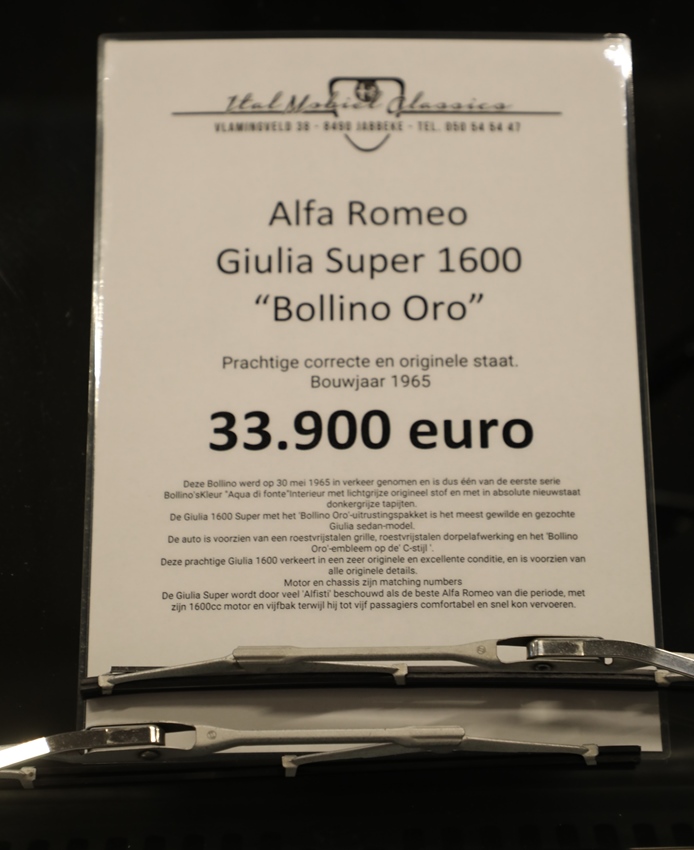 Ital Mobiel Classics
VLAMINGVELD 38 - 8490 JABBEKE - TEL. 050 54 54 47
Alfa Romeo
Giulia Super 1600
“Bollino Oro”
Prachtige correcte en originele staat.
Bouwjaar 1965
33.900 euro
Deze Bollino werd op 30 mei 1965 in verkeer genomen en is dus één van de eerste serie
Bollino'sKleur "Aqua di fonte"Interieur met lichtgrijze origineel stof en met in absolute nieuwstaat
donkergrijze tapijten.
De Giulia 1600 Super met het 'Bollino Oro'-uitrustingspakket is het meest gewilde en gezochte
Giulia sedan-model.
De auto is voorzien van een roestvrijstalen grille, roestvrijstalen dorpelafwerking en het 'Bollino
Oro'-embleem op de' C-stijl '.
Deze prachtige Giulia 1600 verkeert in een zeer originele en excellente conditie, en is voorzien van
alle originele details.
Motor en chassis zijn matching numbers
De Giulia Super wordt door veel 'Alfisti' beschouwd als de beste Alfa Romeo van die periode, met
zijn 1600cc motor en vijfbak terwijl hij tot vijf passagiers comfortabel en snel kon vervoeren.